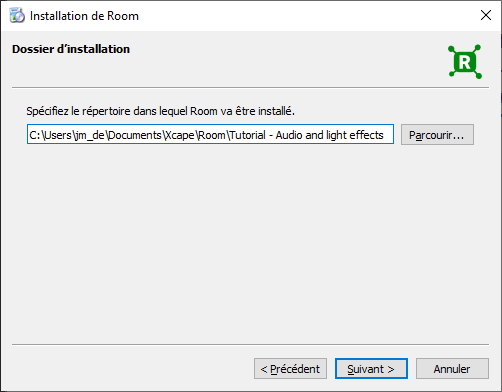 Installation de Room
Dossier d’installation
R
Spécifiez le répertoire dans lequel Room va être installé.
C:\Users\jm_de\Documents\Xcape\Room\Tutorial - Audio and light effects
Parcourir...
< Précédent
Suivant >
Annuler